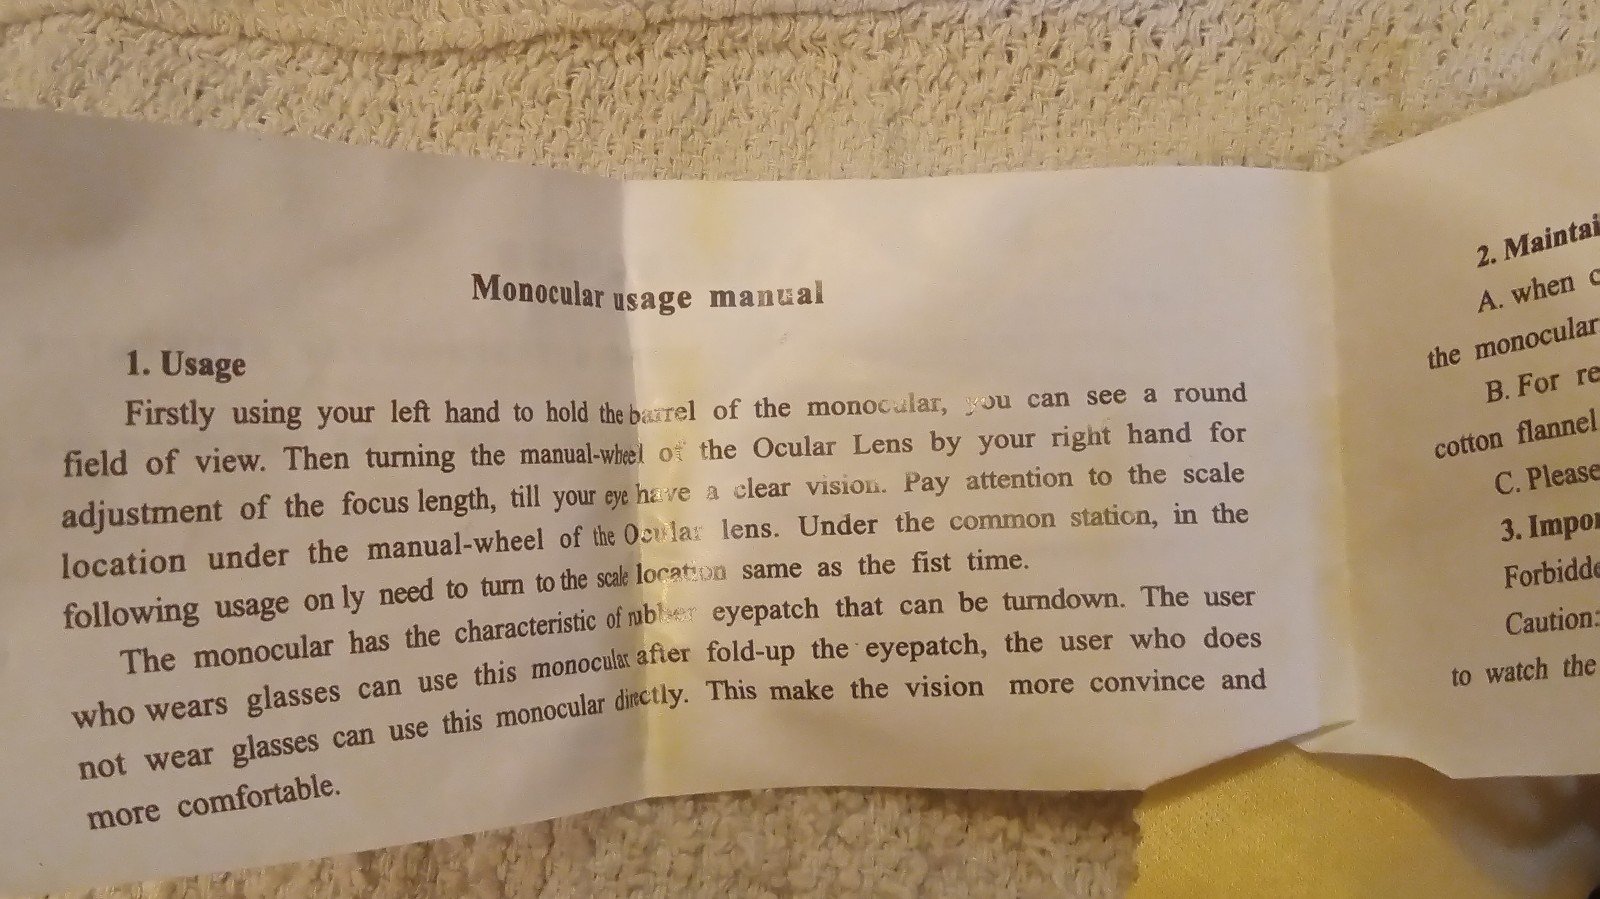 Monocular usage manual
1. Usage
Firstly using your left hand to hold the barrel of the monocular, you can see a round
field of view. Then turning the manual-wheel of the Ocular Lens by your right hand for
adjustment of the focus length, till your eye have a clear vision. Pay attention to the scale
location under the manual-wheel of the Ocular lens. Under the common station, in the
following usage on ly need to turn to the scale location same as the fist time.
The monocular has the characteristic of rubber eyepatch that can be turndown. The user
who wears glasses can use this monocular after fold-up the eyepatch, the user who does
not wear glasses can use this monocular directly. This make the vision more convince and
more comfortable.
2.
A. when
the monocular
B. For
cotton flannel
C. Please
3.
Caution:
to watch the